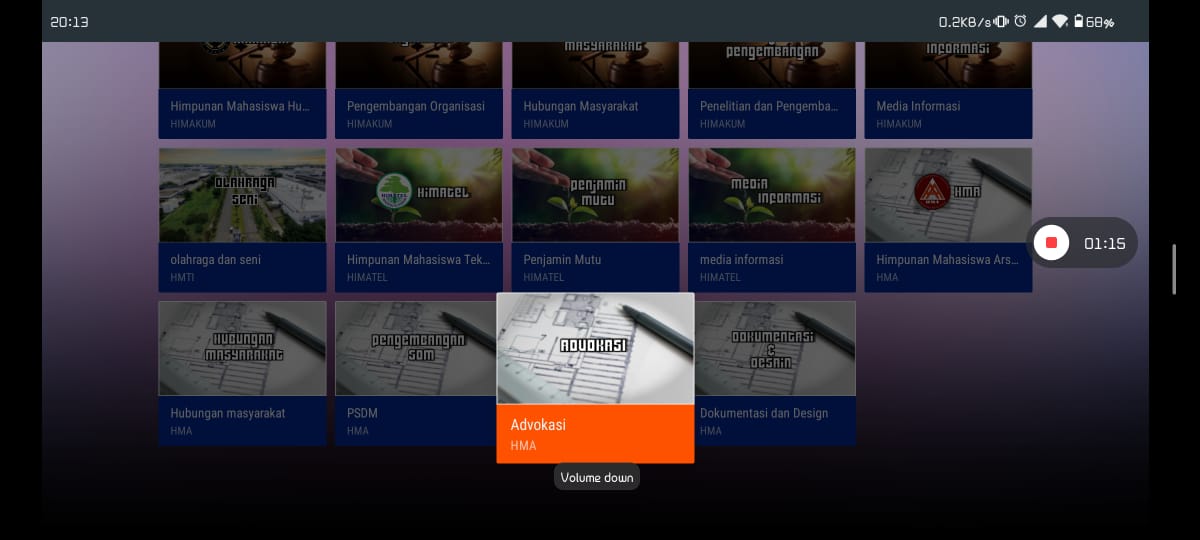 20:13
0.2KB/s
68%
MASYARAKAT
pengembangan
INFORMASI
Himpunan Mahasiswa Hu...
HIMAKUM
Pengembangan Organisasi
HIMAKUM
Hubungan Masyarakat
HIMAKUM
Penelitian dan Pengemba...
HIMAKUM
Media Informasi
HIMAKUM
OLAHRAGA
SENI
HIMATEL
penjamin
mutu
media
informasi
HMA
01:15
olahraga dan seni
HMTI
Himpunan Mahasiswa Tek...
HIMATEL
Penjamin Mutu
HIMATEL
media informasi
HIMATEL
Himpunan Mahasiswa Ars...
HMA
HUBUNGAN
MASYARAKAT
pengembangan
SDM
ADVOKASI
DOKUMENTASI
&
DESAIN
Hubungan masyarakat
HMA
PSDM
HMA
Advokasi
HMA
Dokumentasi dan Design
HMA
Volume down